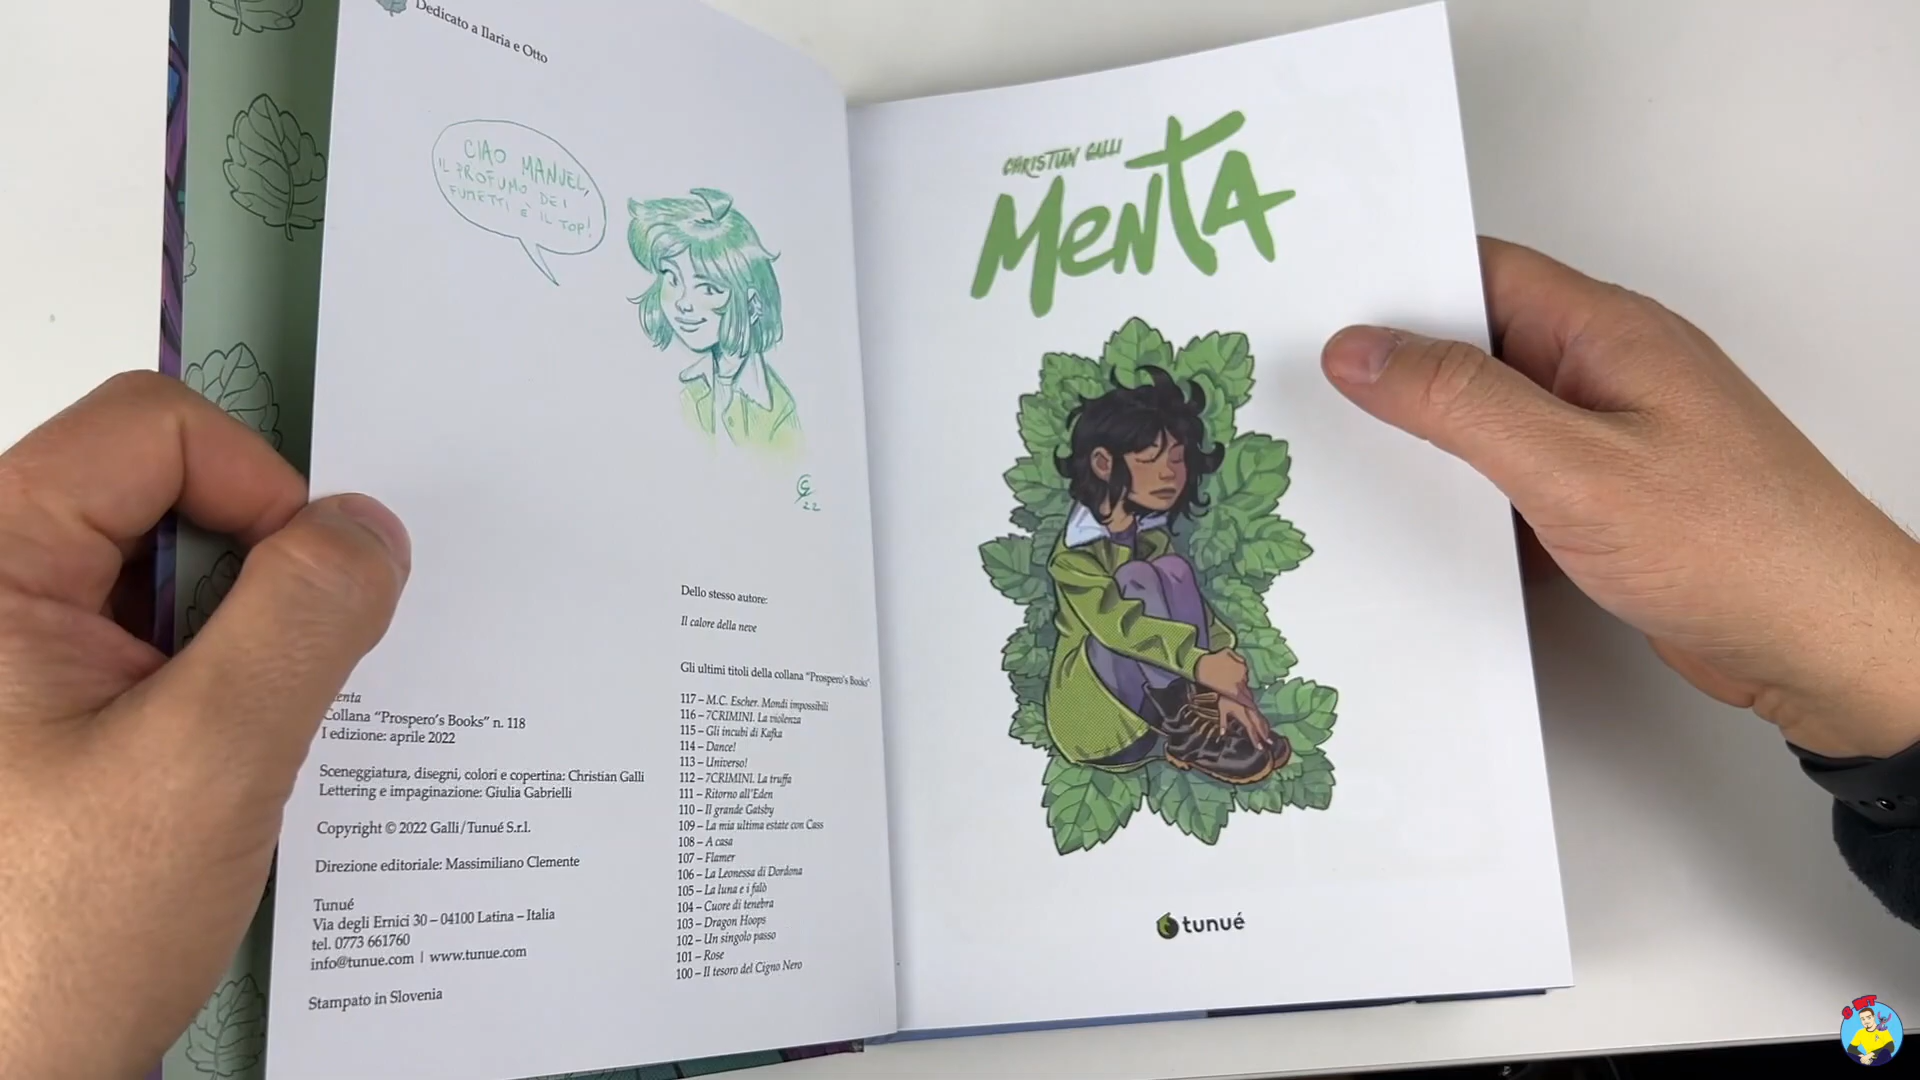 Dedicato a Ilaria e Otto
CIAO MANUEL,
IL PROFUMO DEI
FUMETTI È IL TOP!
22
Dello stesso autore:
Il calore della neve
Gli ultimi titoli della collana "Prospero's Books"
117 – M.C. Escher. Mondi impossibili
116 – 7CRIMINI. La violenza
115 – Gli incubi di Kafka
114 – Dance!
113 – Universo!
112 – 7CRIMINI. La truffa
111 – Ritorno all'Eden
110 – Il grande Gatsby
109 – La mia ultima estate con Cass
108 – A casa
107 – Flamer
106 – La Leonessa di Dordona
105 – La luna e i falò
104 – Cuore di tenebra
103 – Dragon Hoops
102 – Un singolo passo
101 – Rose
100 – Il tesoro del Cigno Nero
enta
Collana "Prospero's Books" n. 118
I edizione: aprile 2022
Sceneggiatura, disegni, colori e copertina: Christian Galli
Lettering e impaginazione: Giulia Gabrielli
Copyright © 2022 Galli/Tunué S.r.l.
Direzione editoriale: Massimiliano Clemente
Tunué
Via degli Ernici 30 – 04100 Latina – Italia
tel. 0773 661760
info@tunue.com | www.tunue.com
Stampato in Slovenia
CHRISTIAN GALLI
MENTA
tunué